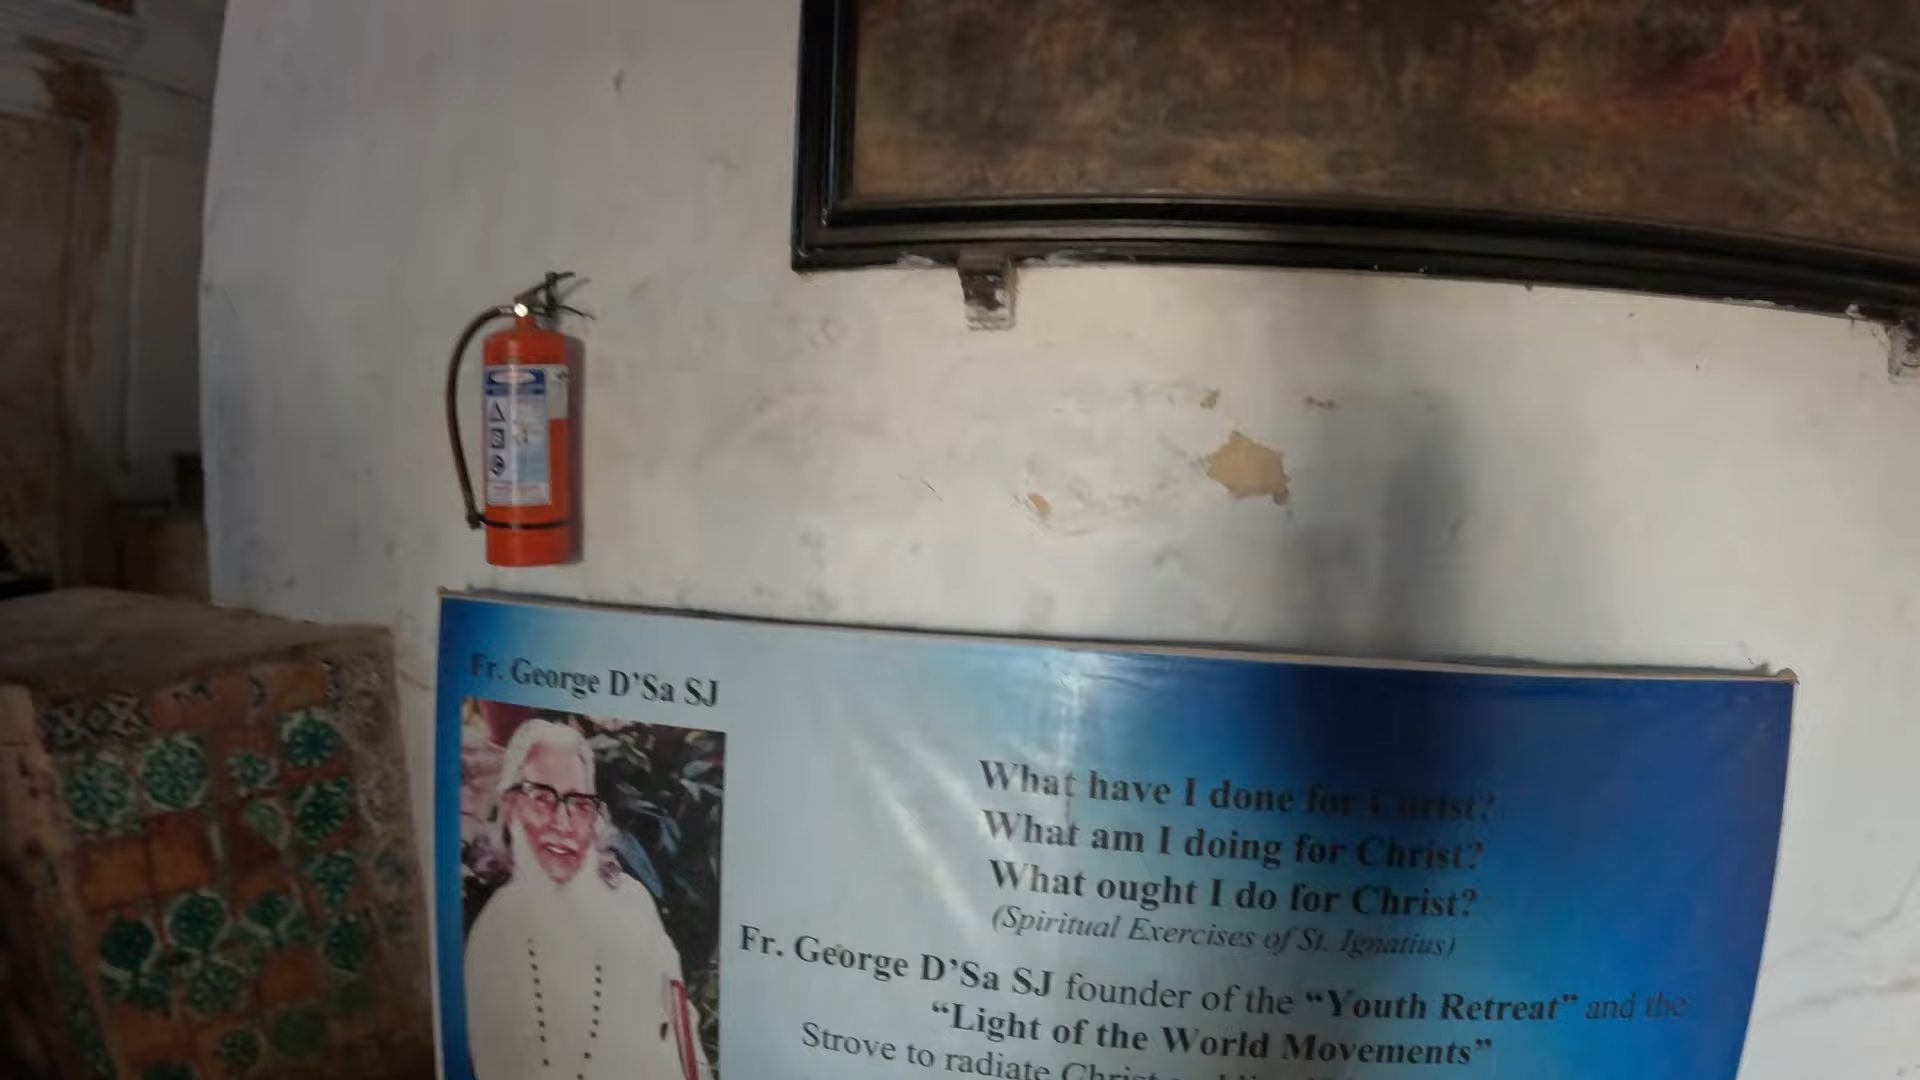 Fr. George D'Sa SJ
What have I done for Christ?
What am I doing for Christ?
What ought I do for Christ?
(Spiritual Exercises of St. Ignatius)
Fr. George D'Sa SJ founder of the “Youth Retreat” and the
“Light of the World Movements”
Strove to radiate Christ